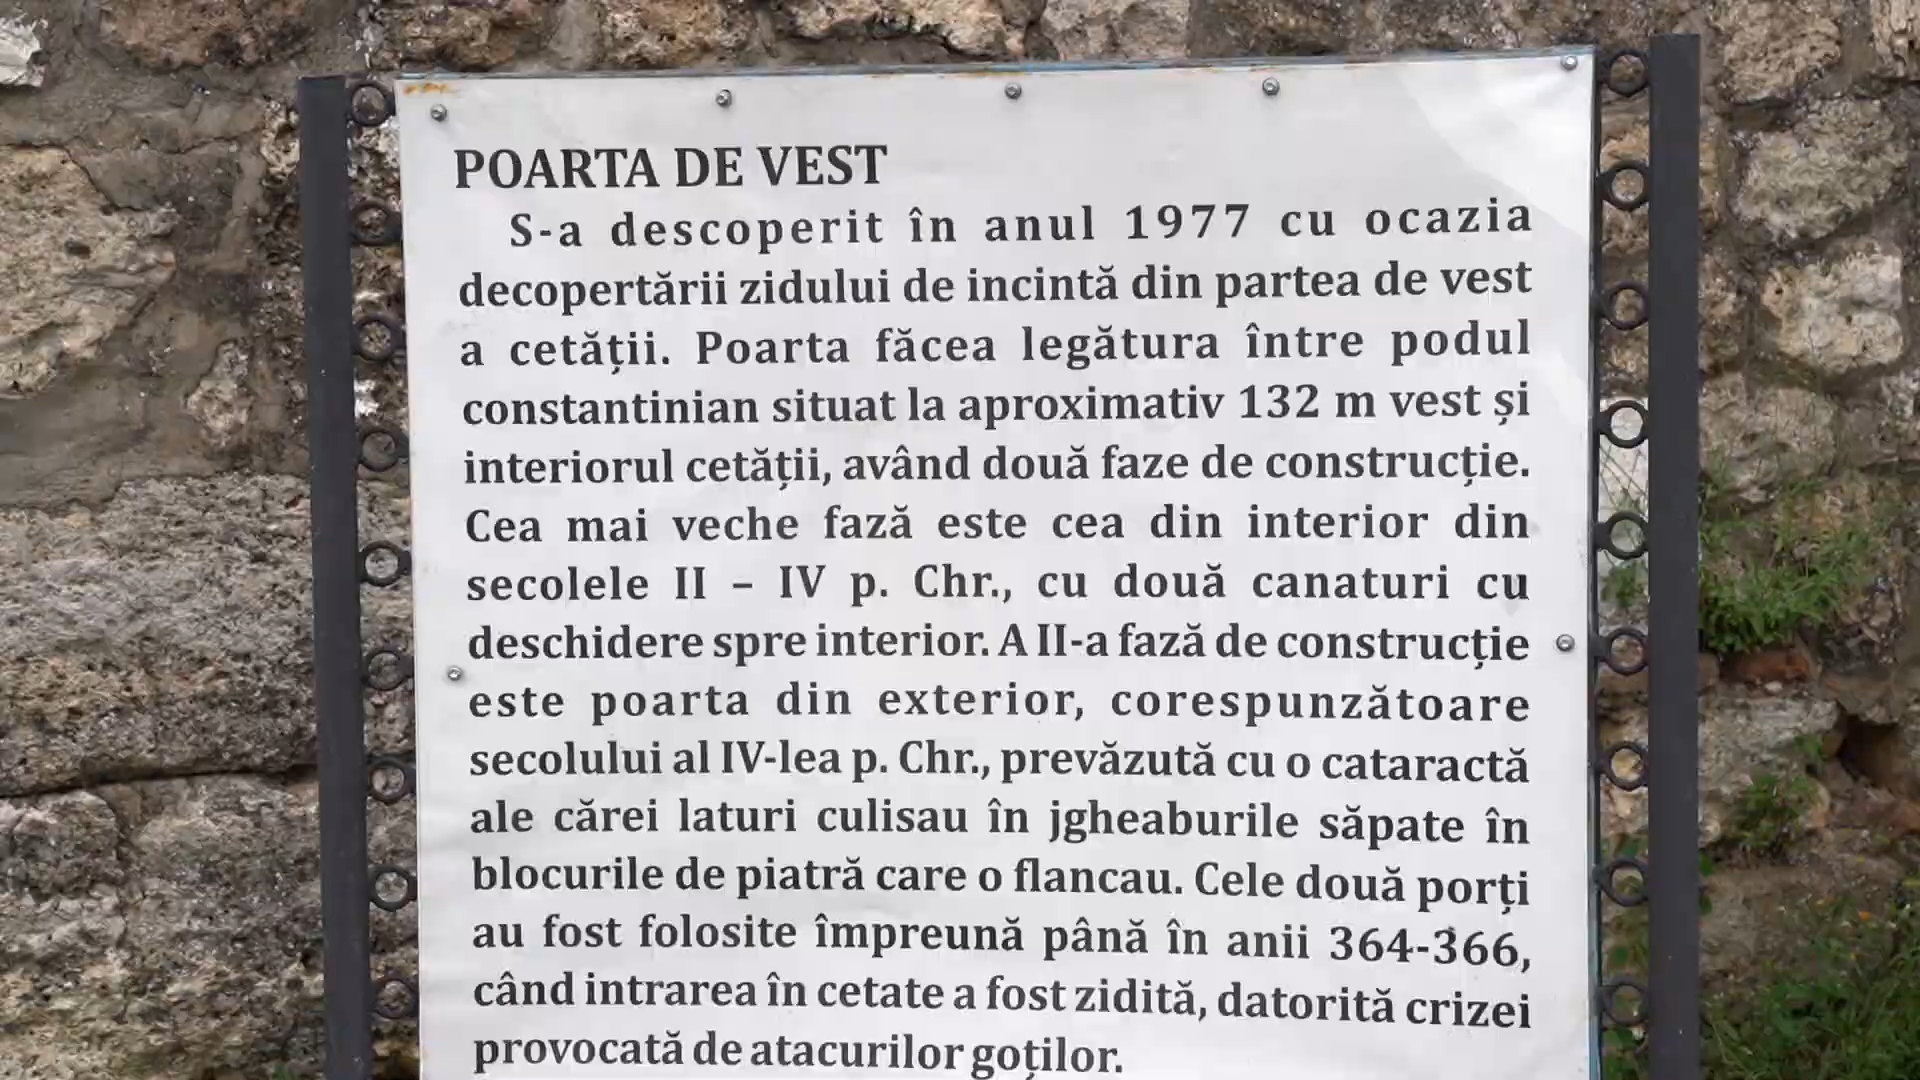 POARTA DE VEST
S-a descoperit în anul 1977 cu ocazia
decopertării zidului de incintă din partea de vest
a cetății. Poarta făcea legătura între podul
constantinian situat la aproximativ 132 m vest și
interiorul cetății, având două faze de construcție.
Cea mai veche fază este cea din interior din
secolele II – IV p. Chr., cu două canaturi cu
deschidere spre interior. A II-a fază de construcție
este poarta din exterior, corespunzătoare
secolului al IV-lea p. Chr., prevăzută cu o cataractă
ale cărei laturi culisau în jgheaburile săpate în
blocurile de piatră care o flancau. Cele două porți
au fost folosite împreună până în anii 364-366,
când intrarea în cetate a fost zidită, datorită crizei
provocată de atacurilor goților.